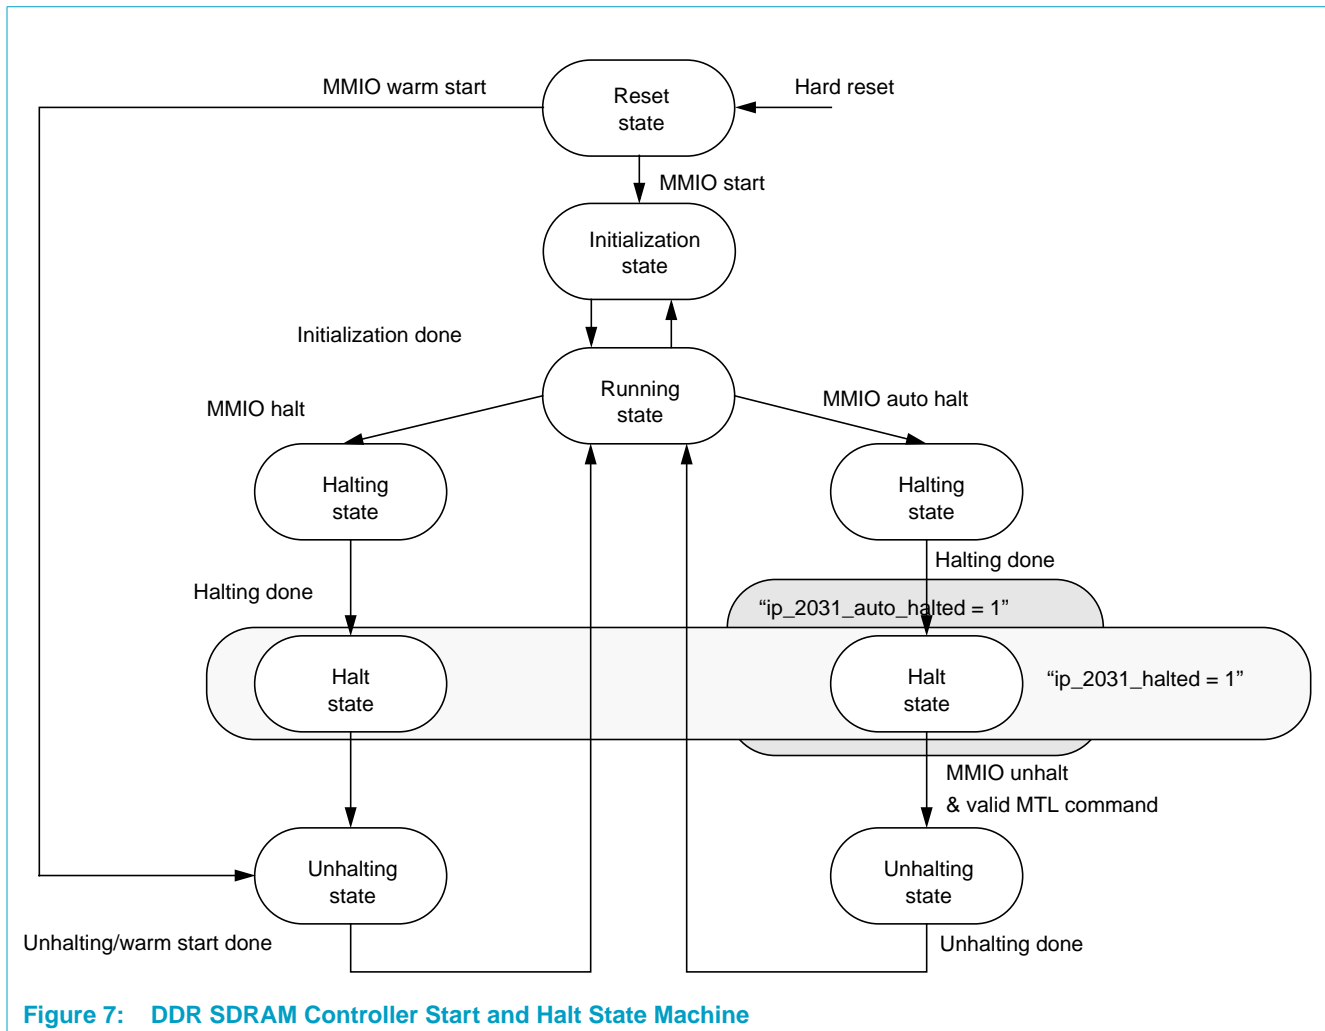 MMIO warm start
Hard reset
Reset
state
MMIO start
Initialization
state
Initialization done
Running
state
MMIO halt
MMIO auto halt
Halting
state
Halting
state
Halting done
Halting done
“ip_2031_auto_halted = 1”
Halt
state
Halt
state
“ip_2031_halted = 1”
MMIO unhalt
& valid MTL command
Unhalting
state
Unhalting
state
Unhalting/warm start done
Unhalting done
Figure 7: DDR SDRAM Controller Start and Halt State Machine